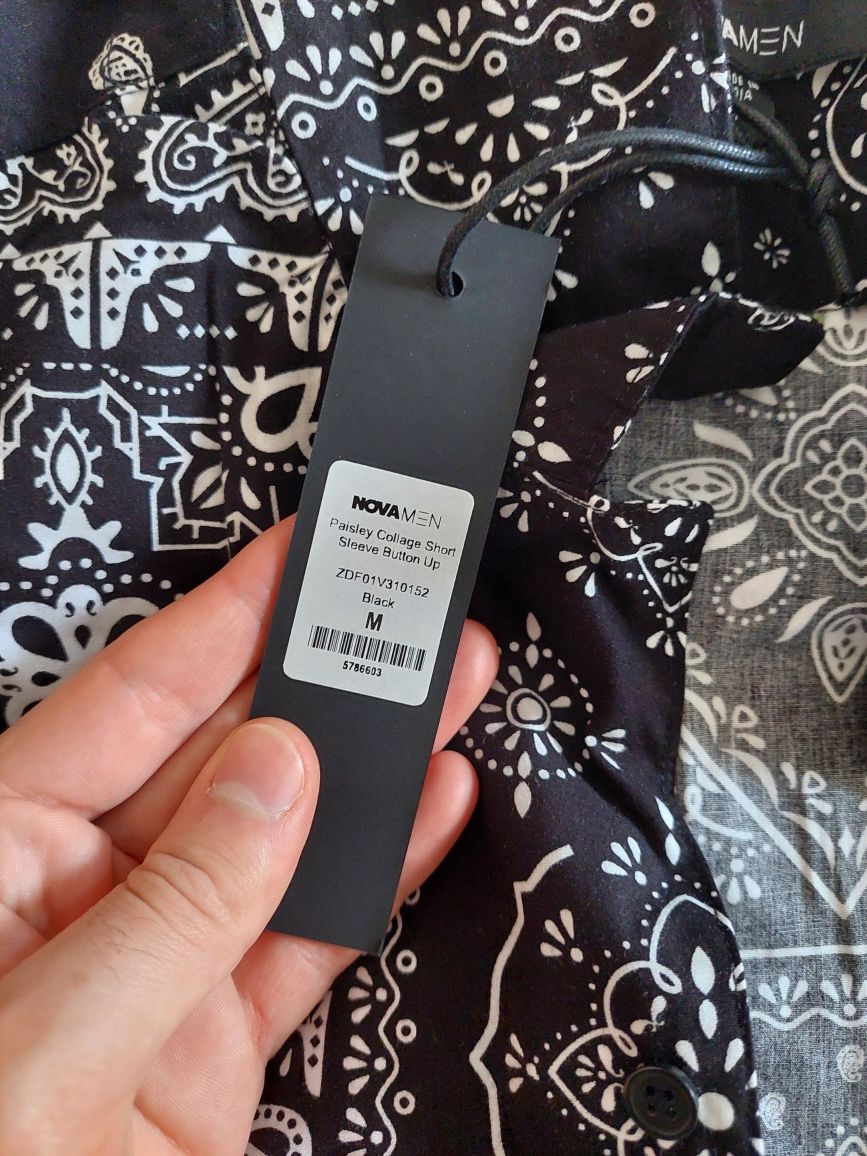 AMEN
NOVAMEN
Paisley Collage Short
Sleeve Button Up
ZDF01V310152
Black
M
5786603